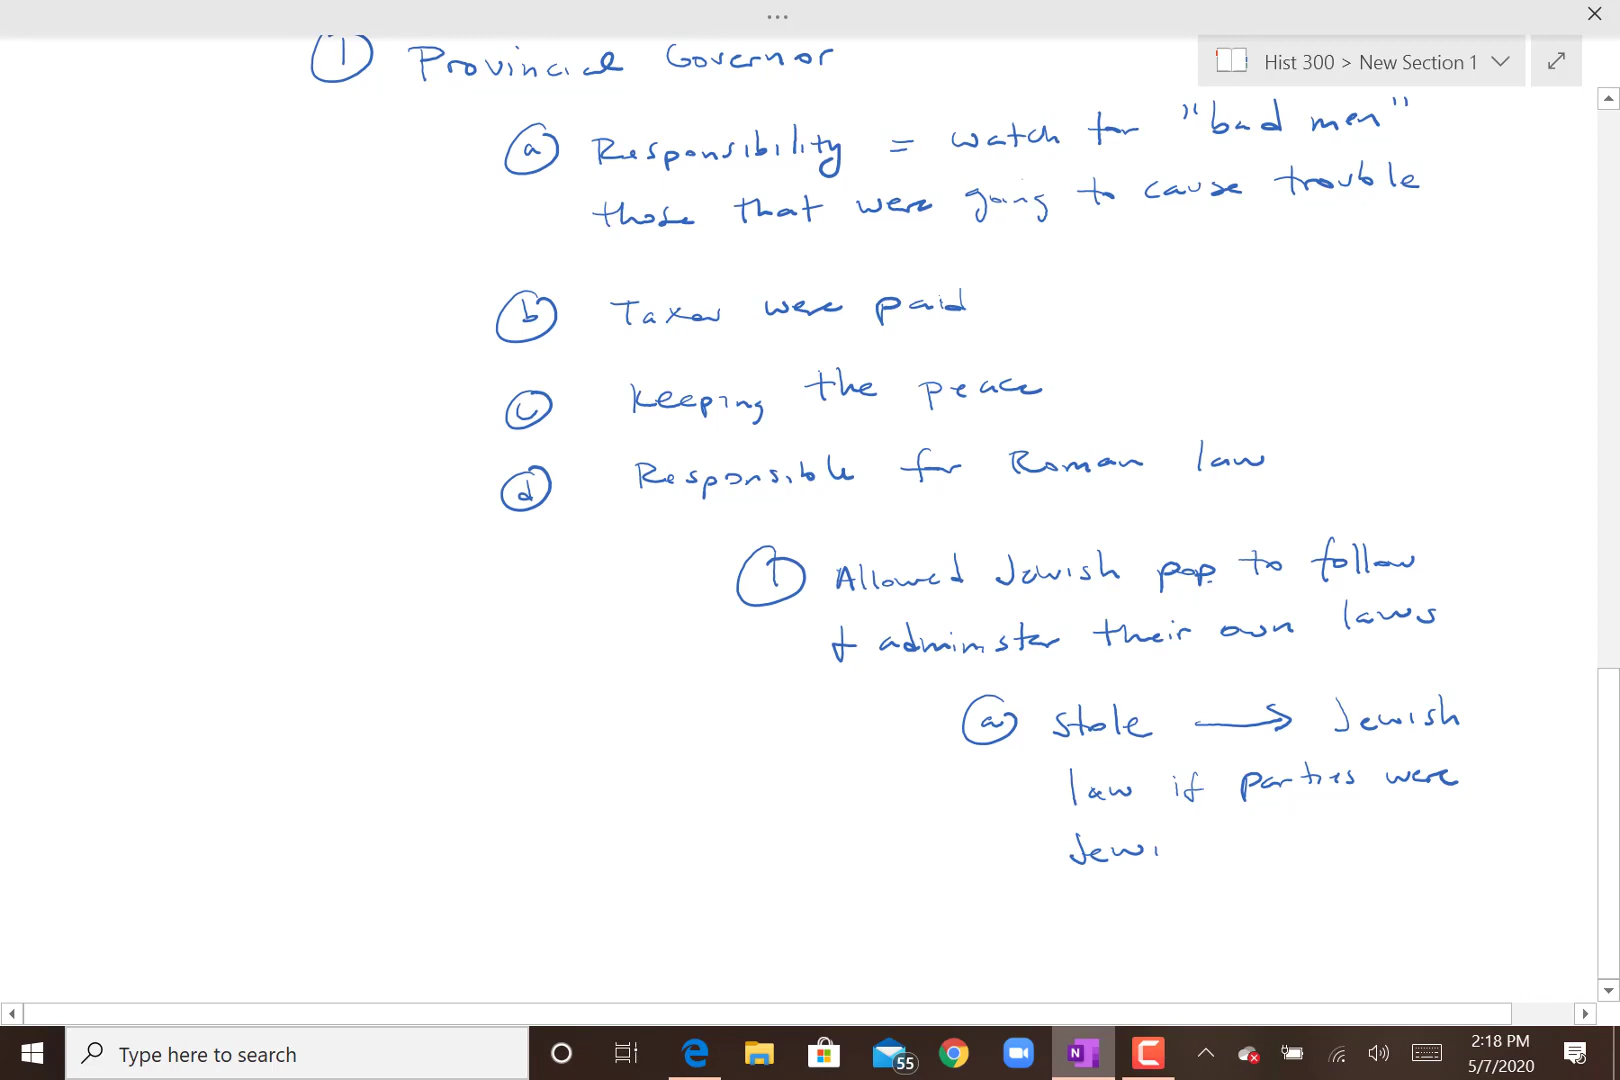 ① Provincial Governor
Hist 300 > New Section 1
ⓐ Responsibility = watch for "bad men"
those that were going to cause trouble
ⓑ Taxes were paid
ⓒ Keeping the peace
ⓓ Responsible for Roman law
① Allowed Jewish pop. to follow
& administer their own laws
ⓐ Stole → Jewish
law if parties were
Jewi
Type here to search
55
2:18 PM
5/7/2020